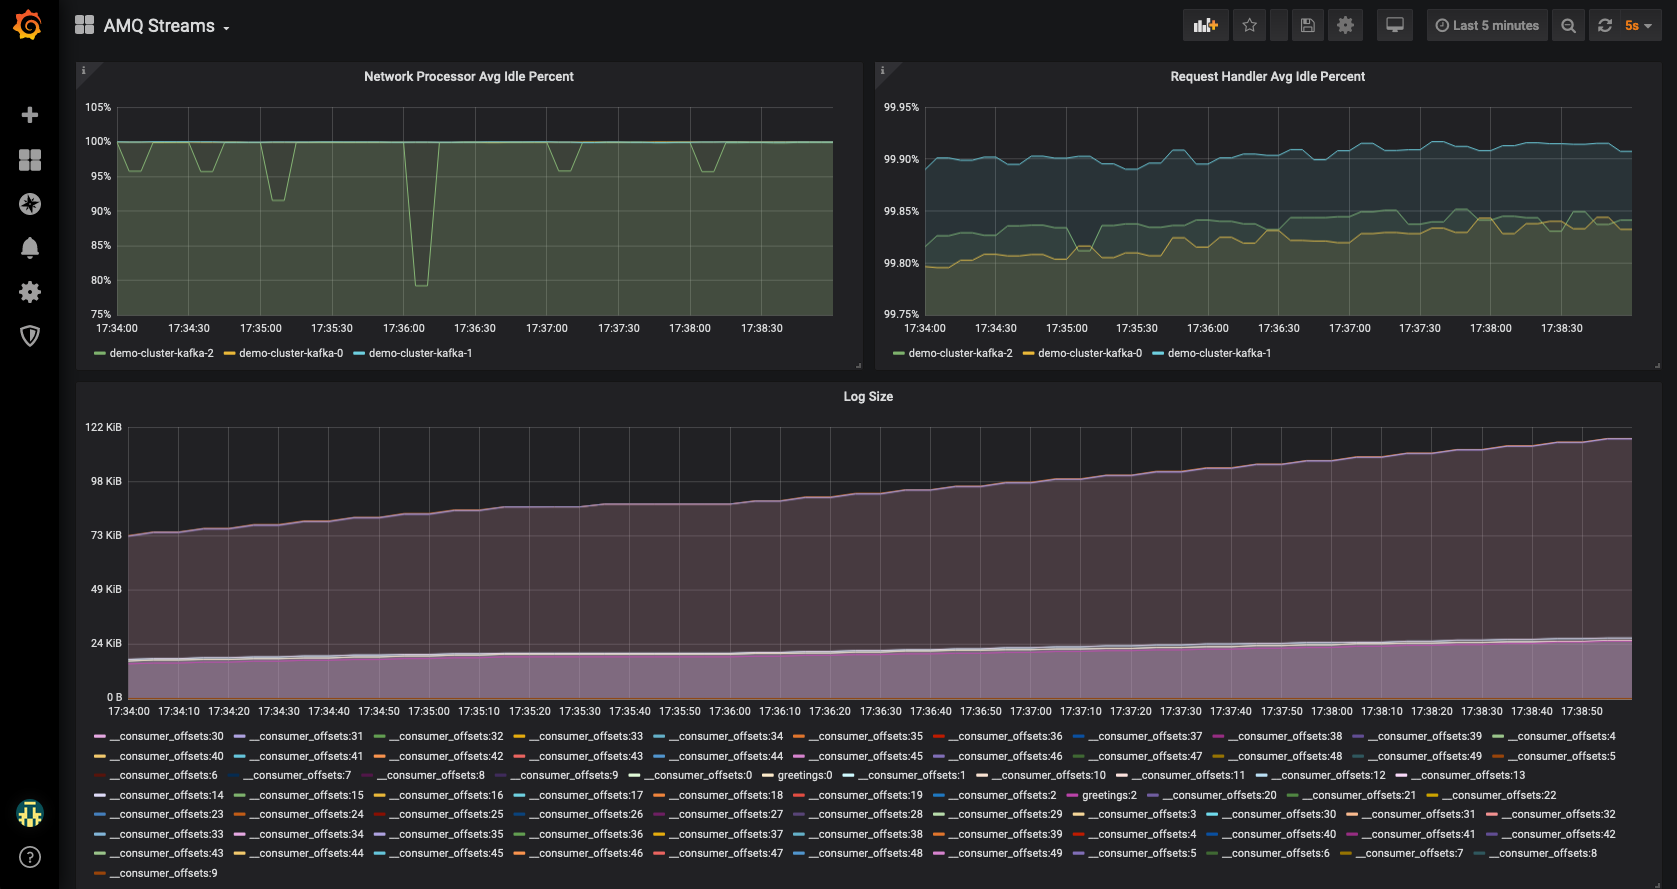 AMQ Streams
Last 5 minutes
5s
Network Processor Avg Idle Percent
105%
100%
95%
90%
85%
80%
75%
17:34:00 17:34:30 17:35:00 17:35:30 17:36:00 17:36:30 17:37:00 17:37:30 17:38:00 17:38:30
demo-cluster-kafka-2 demo-cluster-kafka-0 demo-cluster-kafka-1
Request Handler Avg Idle Percent
99.95%
99.90%
99.85%
99.80%
99.75%
17:34:00 17:34:30 17:35:00 17:35:30 17:36:00 17:36:30 17:37:00 17:37:30 17:38:00 17:38:30
demo-cluster-kafka-2 demo-cluster-kafka-0 demo-cluster-kafka-1
Log Size
122 KiB
98 KiB
73 KiB
49 KiB
24 KiB
0 B
17:34:00 17:34:10 17:34:20 17:34:30 17:34:40 17:34:50 17:35:00 17:35:10 17:35:20 17:35:30 17:35:40 17:35:50 17:36:00 17:36:10 17:36:20 17:36:30 17:36:40 17:36:50 17:37:00 17:37:10 17:37:20 17:37:30 17:37:40 17:37:50 17:38:00 17:38:10 17:38:20 17:38:30 17:38:40 17:38:50
__consumer_offsets:30 __consumer_offsets:31 __consumer_offsets:32 __consumer_offsets:33 __consumer_offsets:34 __consumer_offsets:35 __consumer_offsets:36 __consumer_offsets:37 __consumer_offsets:38 __consumer_offsets:39 __consumer_offsets:4
__consumer_offsets:40 __consumer_offsets:41 __consumer_offsets:42 __consumer_offsets:43 __consumer_offsets:44 __consumer_offsets:45 __consumer_offsets:46 __consumer_offsets:47 __consumer_offsets:48 __consumer_offsets:49 __consumer_offsets:5
__consumer_offsets:6 __consumer_offsets:7 __consumer_offsets:8 __consumer_offsets:9 __consumer_offsets:0 greetings:0 __consumer_offsets:1 __consumer_offsets:10 __consumer_offsets:11 __consumer_offsets:12 __consumer_offsets:13
__consumer_offsets:14 __consumer_offsets:15 __consumer_offsets:16 __consumer_offsets:17 __consumer_offsets:18 __consumer_offsets:19 __consumer_offsets:2 greetings:2 __consumer_offsets:20 __consumer_offsets:21 __consumer_offsets:22
__consumer_offsets:23 __consumer_offsets:24 __consumer_offsets:25 __consumer_offsets:26 __consumer_offsets:27 __consumer_offsets:28 __consumer_offsets:29 __consumer_offsets:3 __consumer_offsets:30 __consumer_offsets:31 __consumer_offsets:32
__consumer_offsets:33 __consumer_offsets:34 __consumer_offsets:35 __consumer_offsets:36 __consumer_offsets:37 __consumer_offsets:38 __consumer_offsets:39 __consumer_offsets:4 __consumer_offsets:40 __consumer_offsets:41 __consumer_offsets:42
__consumer_offsets:43 __consumer_offsets:44 __consumer_offsets:45 __consumer_offsets:46 __consumer_offsets:47 __consumer_offsets:48 __consumer_offsets:49 __consumer_offsets:5 __consumer_offsets:6 __consumer_offsets:7 __consumer_offsets:8
__consumer_offsets:9